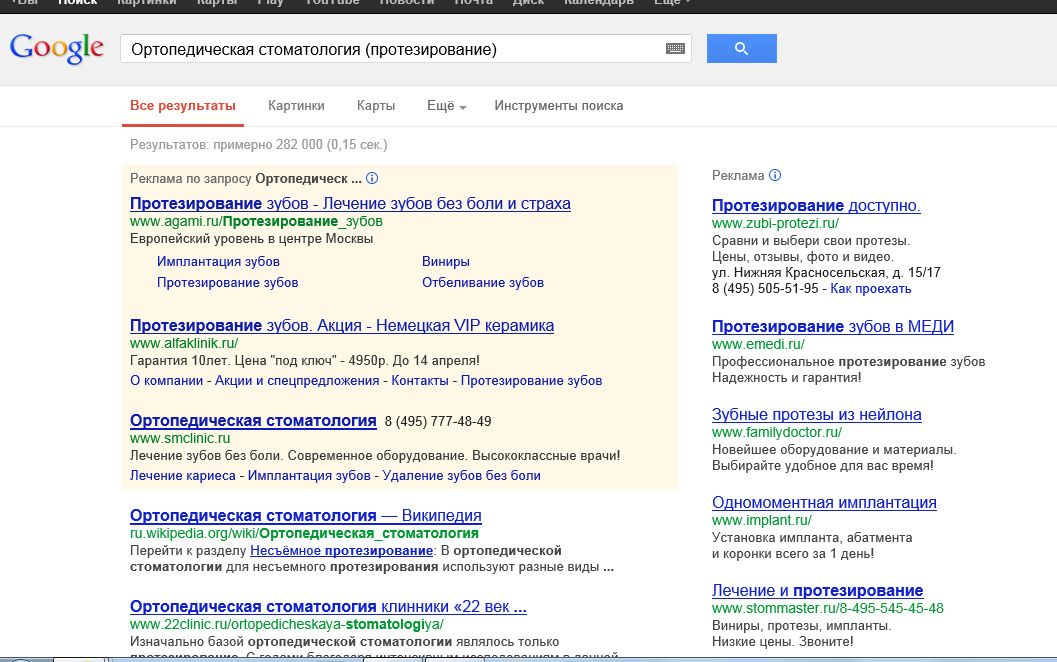 +Вы Поиск Картинки Карты Play YouTube Новости Почта Диск Календарь Ещё
Google
Ортопедическая стоматология (протезирование)
Все результаты Картинки Карты Ещё Инструменты поиска
Результатов: примерно 282 000 (0,15 сек.)
Реклама по запросу Ортопедическ ...
Протезирование зубов - Лечение зубов без боли и страха
www.agami.ru/Протезирование_зубов
Европейский уровень в центре Москвы
Имплантация зубов Виниры
Протезирование зубов Отбеливание зубов
Протезирование зубов. Акция - Немецкая VIP керамика
www.alfaklinik.ru/
Гарантия 10лет. Цена "под ключ" - 4950р. До 14 апреля!
О компании - Акции и спецпредложения - Контакты - Протезирование зубов
Ортопедическая стоматология 8 (495) 777-48-49
www.smclinic.ru
Лечение зубов без боли. Современное оборудование. Высококлассные врачи!
Лечение кариеса - Имплантация зубов - Удаление зубов без боли
Ортопедическая стоматология — Википедия
ru.wikipedia.org/wiki/Ортопедическая_стоматология
Перейти к разделу Несъёмное протезирование: В ортопедической
стоматологии для несъемного протезирования используют разные виды ...
Ортопедическая стоматология клинники «22 век ...
www.22clinic.ru/ortopedicheskaya-stomatologiya/
Изначально базой ортопедической стоматологии являлось только
протезирование. С годами благодаря интенсивным исследованиям в данной
Реклама
Протезирование доступно.
www.zubi-protezi.ru/
Сравни и выбери свои протезы.
Цены, отзывы, фото и видео.
ул. Нижняя Красносельская, д. 15/17
8 (495) 505-51-95 - Как проехать
Протезирование зубов в МЕДИ
www.emedi.ru/
Профессиональное протезирование зубов
Надежность и гарантия!
Зубные протезы из нейлона
www.familydoctor.ru/
Новейшее оборудование и материалы.
Выбирайте удобное для вас время!
Одномоментная имплантация
www.implant.ru/
Установка импланта, абатмента
и коронки всего за 1 день!
Лечение и протезирование
www.stommaster.ru/8-495-545-45-48
Виниры, протезы, импланты.
Низкие цены. Звоните!